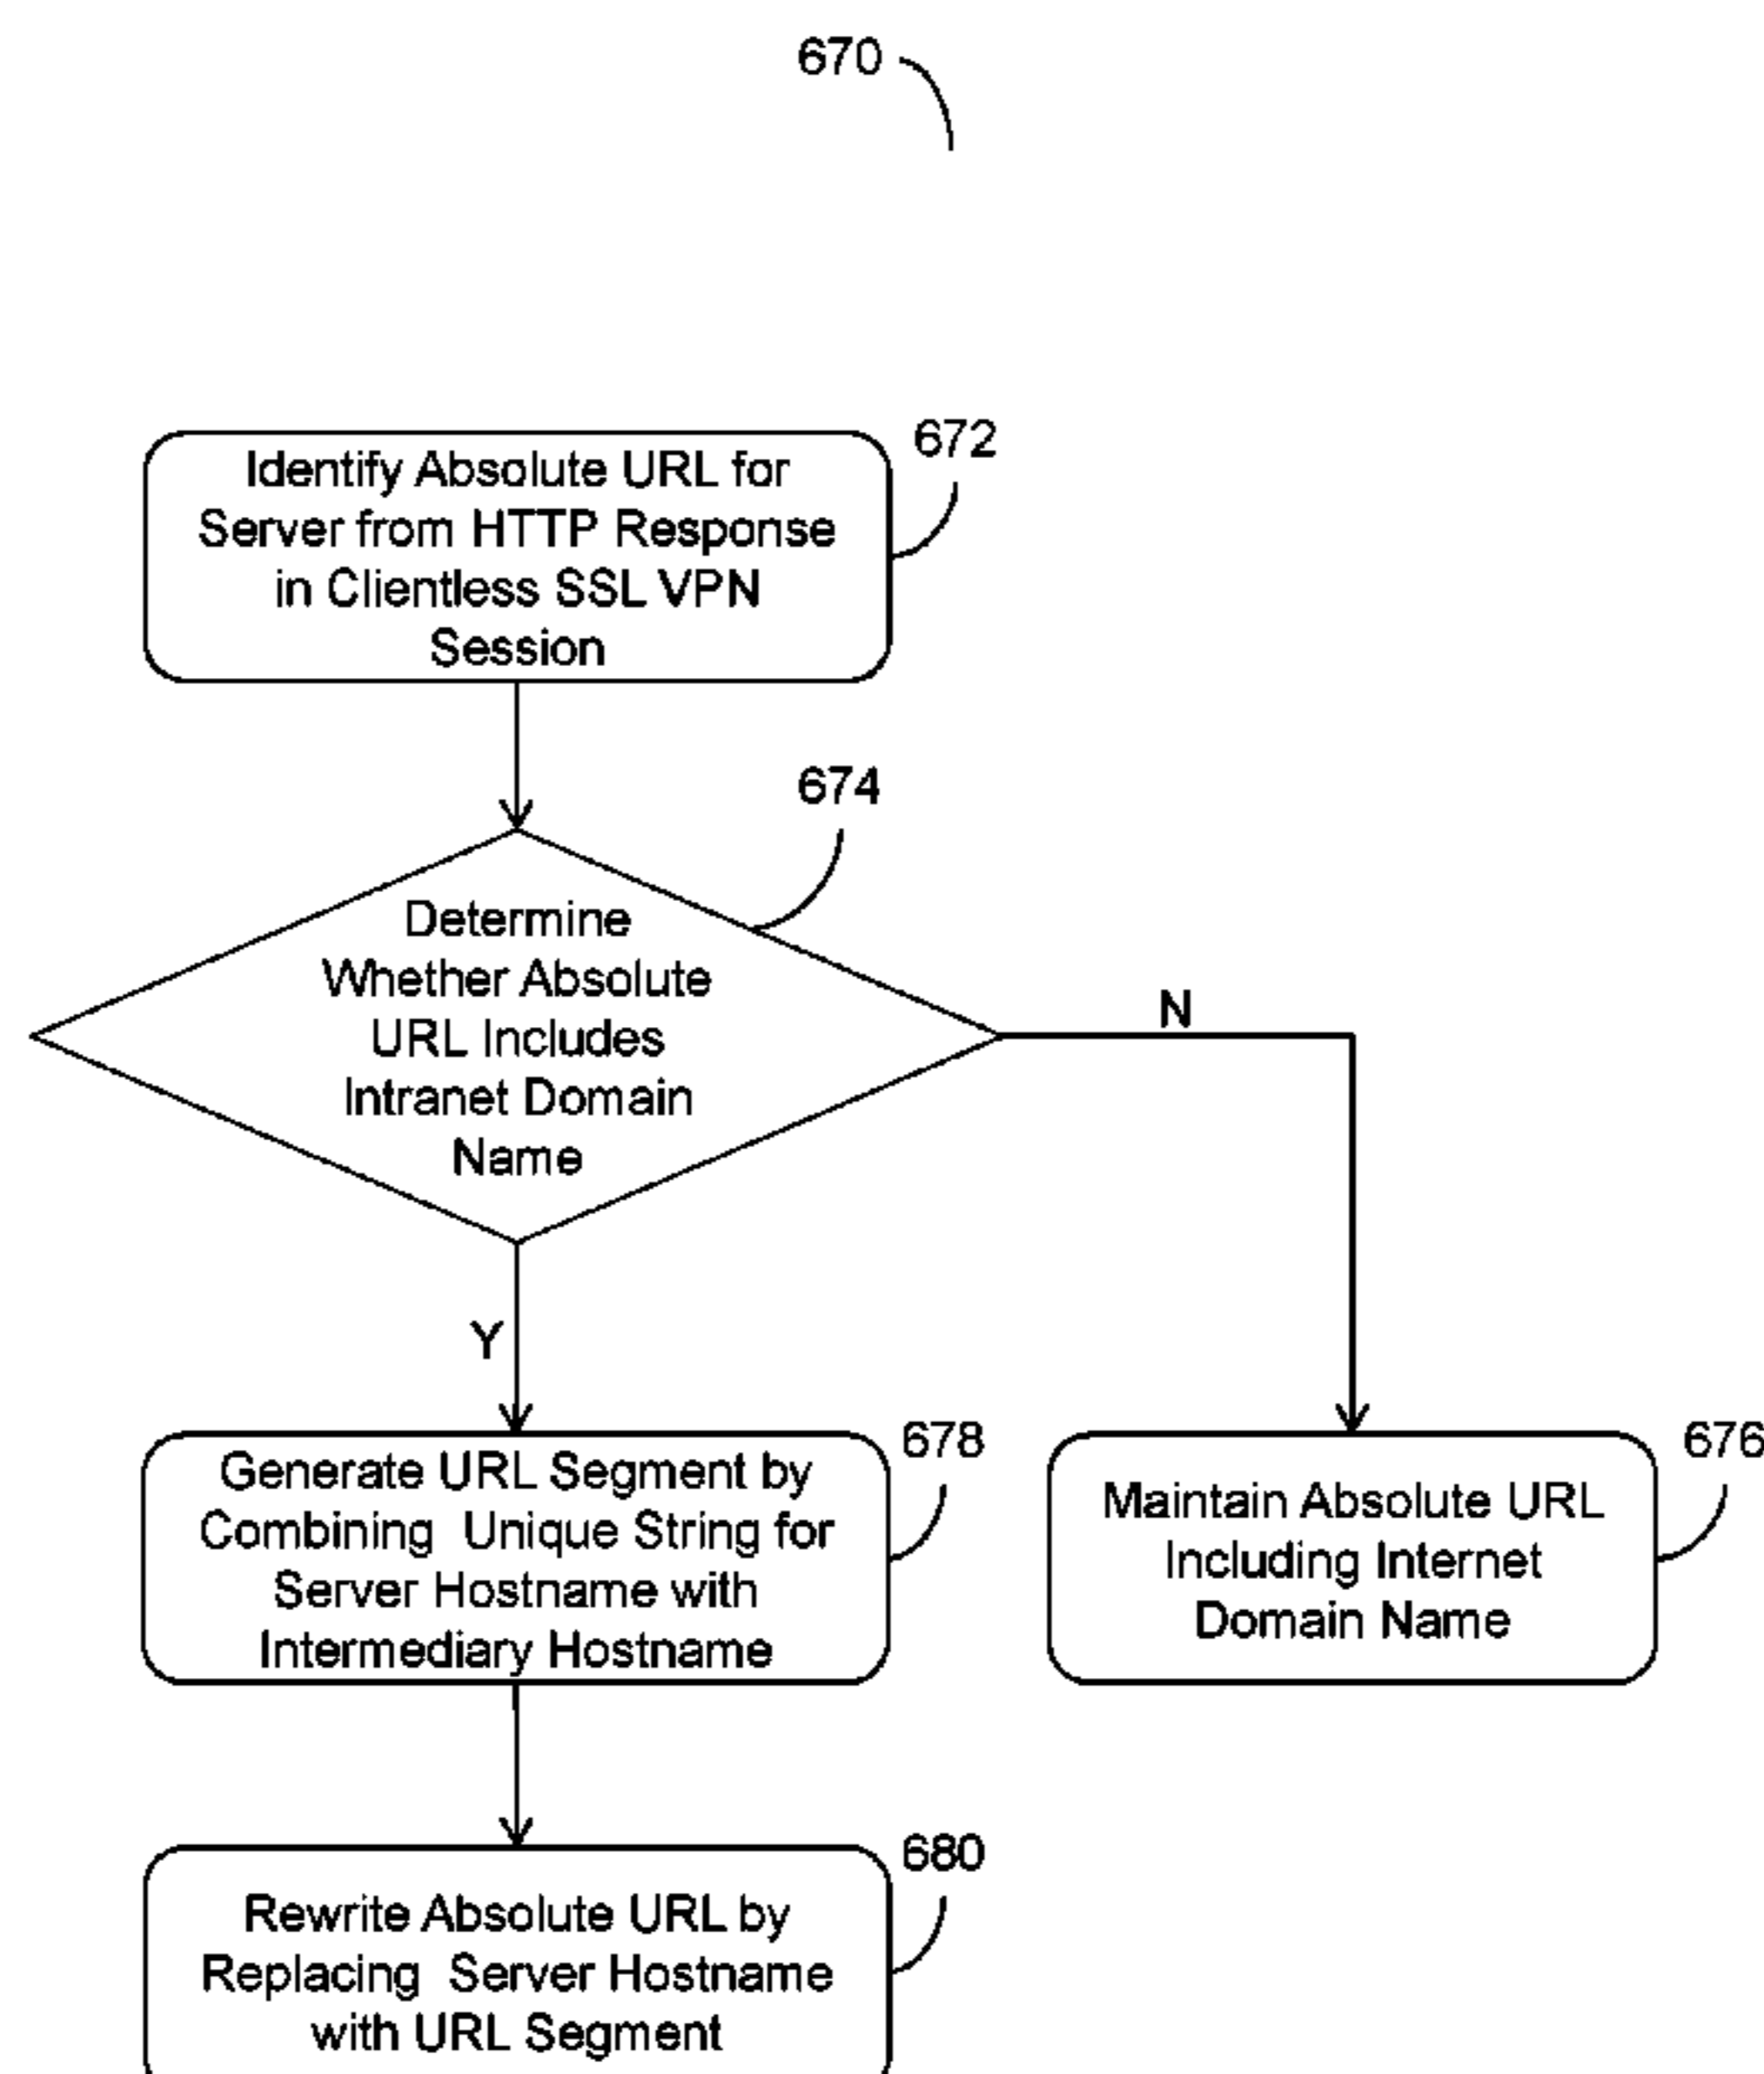 670
Identify Absolute URL for
Server from HTTP Response
in Clientless SSL VPN
Session
672
674
Determine
Whether Absolute
URL Includes
Intranet Domain
Name
N
Y
Generate URL Segment by
Combining Unique String for
Server Hostname with
Intermediary Hostname
678
Maintain Absolute URL
Including Internet
Domain Name
676
680
Rewrite Absolute URL by
Replacing Server Hostname
with URL Segment